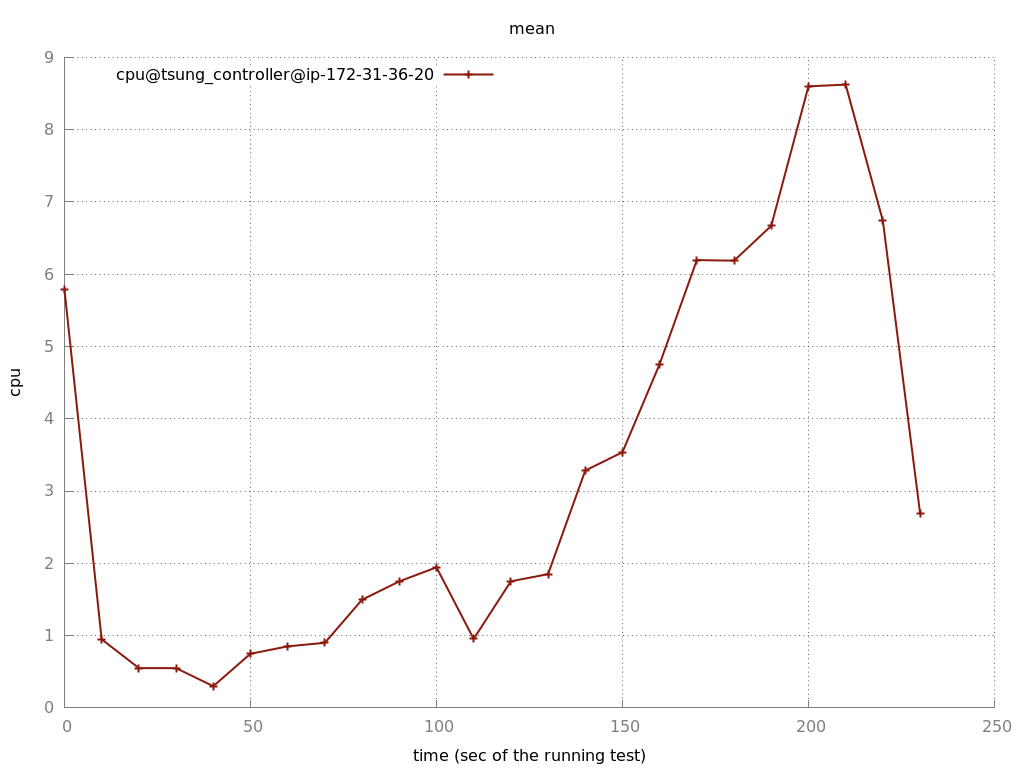 mean
cpu@tsung_controller@ip-172-31-36-20
9
8
7
6
5
4
3
2
1
0
cpu
0 50 100 150 200 250
time (sec of the running test)